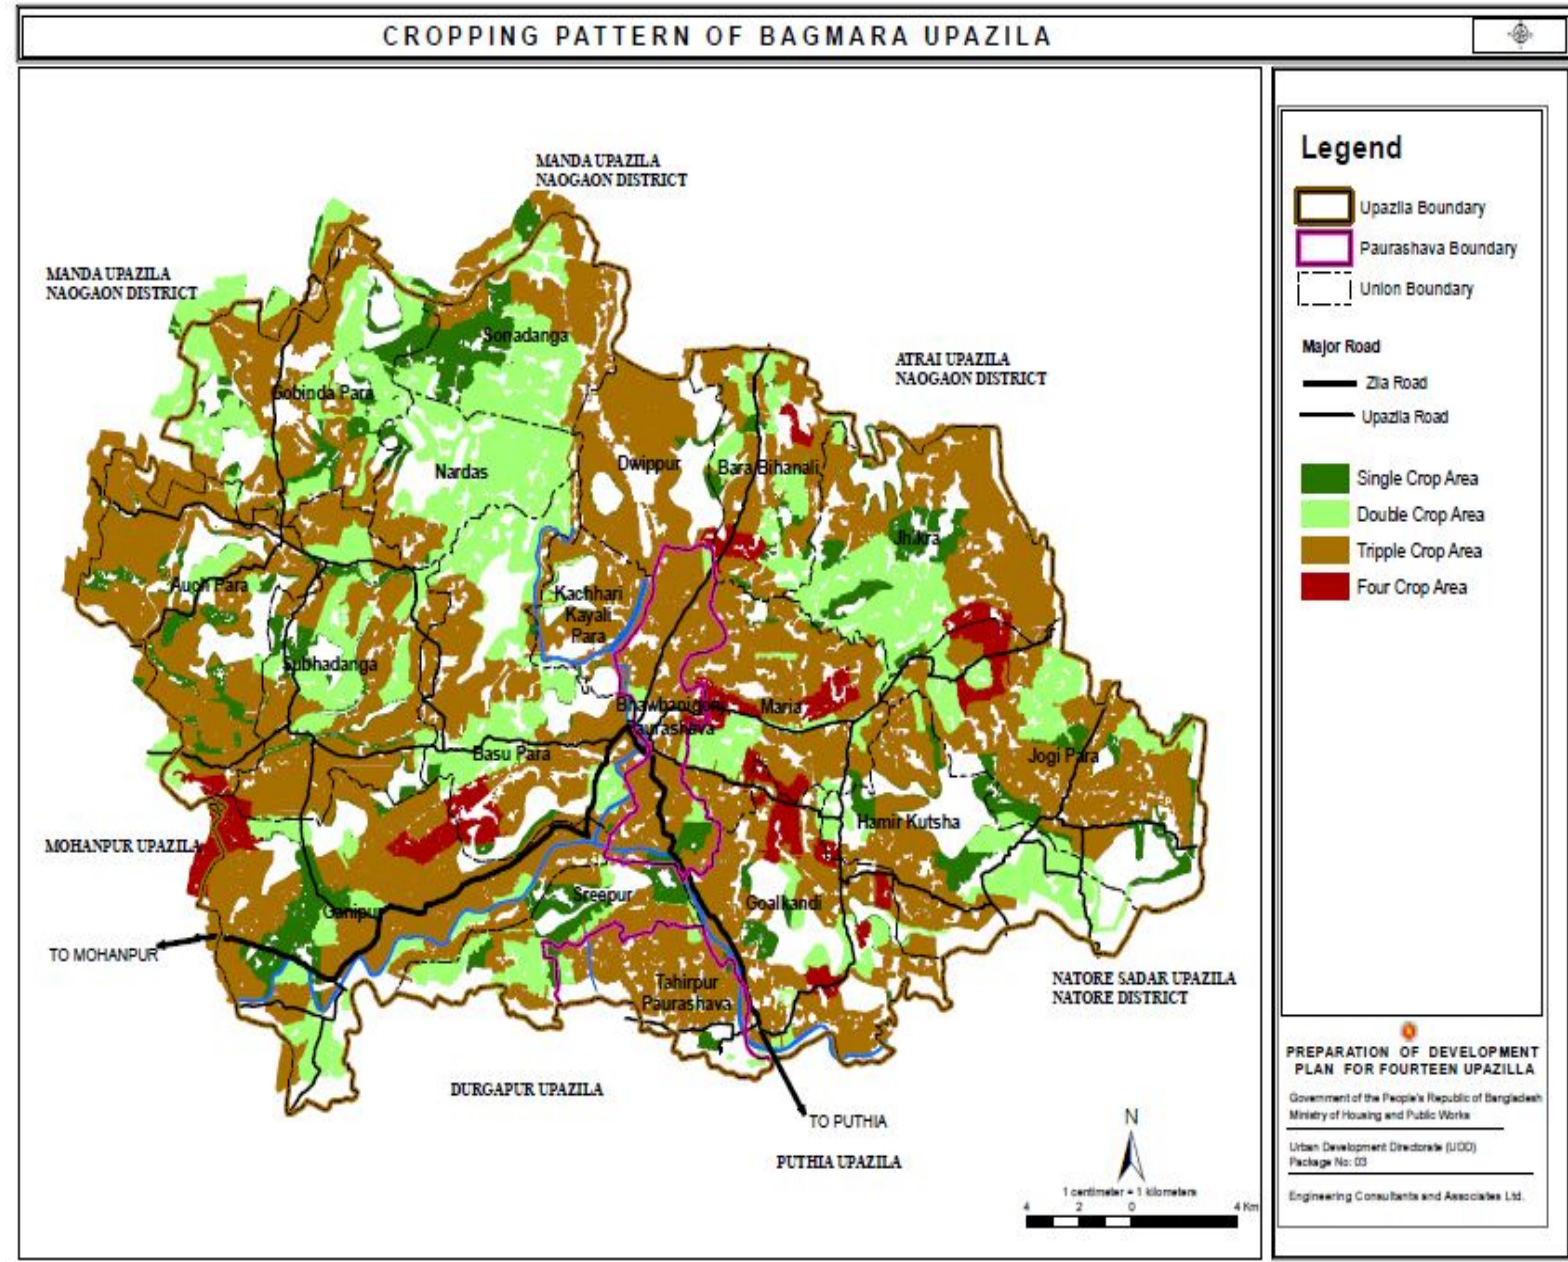 CROPPING PATTERN OF BAGMARA UPAZILA
MANDA UPAZILA
NAOGAON DISTRICT
MANDA UPAZILA
NAOGAON DISTRICT
Sonadanga
ATRAI UPAZILA
NAOGAON DISTRICT
Gobinda Para
Nardas
Dwippur
Bara Bihanali
Jhikra
Auch Para
Kachhari
Kayali
Para
Subhadanga
Bhawbanigonj
Paurashava
Maria
Basu Para
Jogi Para
Hamir Kutsha
MOHANPUR UPAZILA
Sreepur
Goalkandi
Ganipur
TO MOHANPUR
Tahirpur
Paurashava
NATORE SADAR UPAZILA
NATORE DISTRICT
DURGAPUR UPAZILA
TO PUTHIA
PUTHIA UPAZILA
N
1 centimeter = 1 kilometers
4 2 0 4 Km
Legend
Upazila Boundary
Paurashava Boundary
Union Boundary
Major Road
Zila Road
Upazila Road
Single Crop Area
Double Crop Area
Tripple Crop Area
Four Crop Area
PREPARATION OF DEVELOPMENT
PLAN FOR FOURTEEN UPAZILLA
Government of the People's Republic of Bangladesh
Ministry of Housing and Public Works
Urban Development Directorate (UDD)
Package No: 03
Engineering Consultants and Associates Ltd.